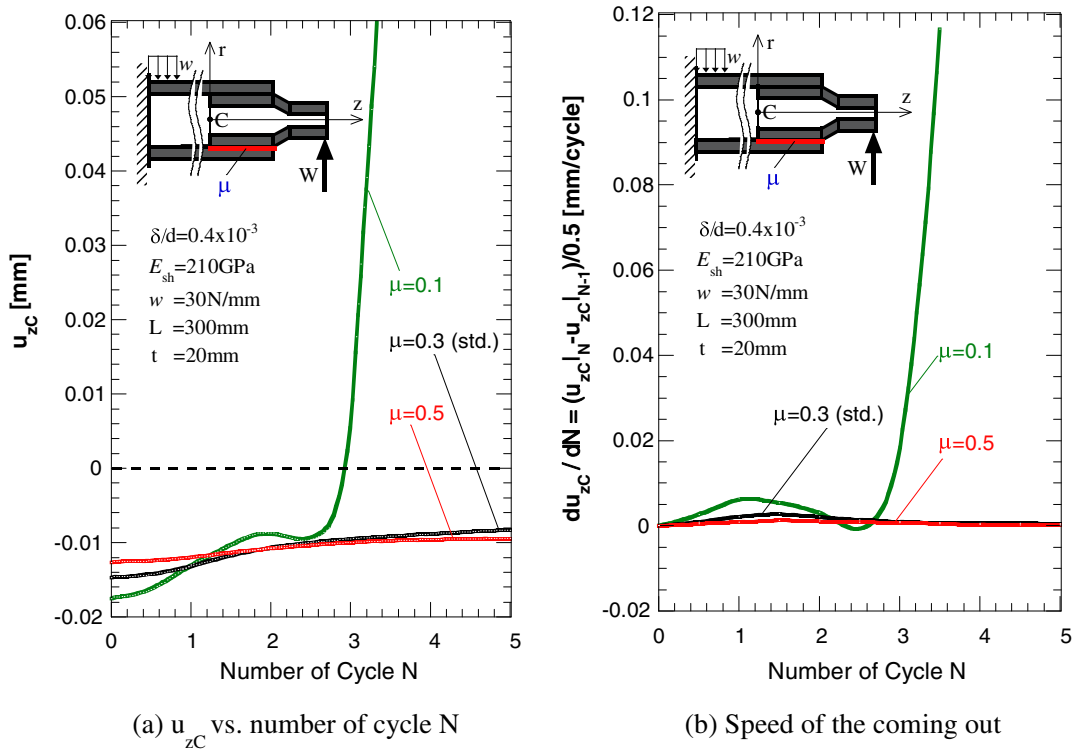 0.06
0.05
0.04
0.03
0.02
0.01
0
-0.01
-0.02
u_zC [mm]
w
r
z
C
W
μ
δ/d=0.4x10⁻³
E_sh=210GPa
w =30N/mm
L =300mm
t =20mm
μ=0.1
μ=0.3 (std.)
μ=0.5
0 1 2 3 4 5
Number of Cycle N
(a) u_zC vs. number of cycle N
0.12
0.1
0.08
0.06
0.04
0.02
0
-0.02
du_zC / dN = (u_zC|_N-u_zC|_N-1)/0.5 [mm/cycle]
w
r
z
C
W
μ
δ/d=0.4x10⁻³
E_sh=210GPa
w =30N/mm
L =300mm
t =20mm
μ=0.1
μ=0.3 (std.)
μ=0.5
0 1 2 3 4 5
Number of Cycle N
(b) Speed of the coming out